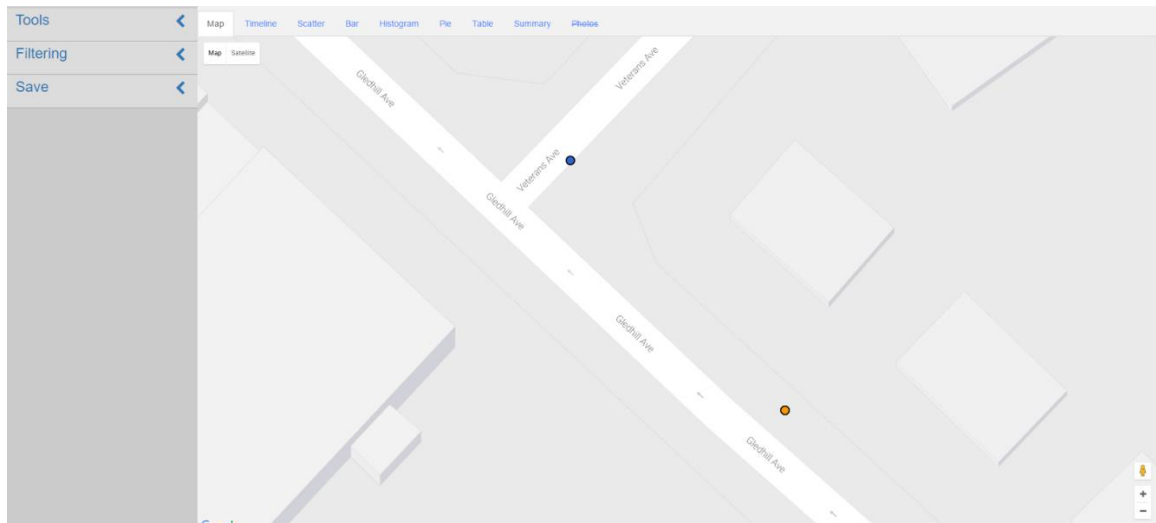 Tools
Filtering
Save
Map Timeline Scatter Bar Histogram Pie Table Summary Photos
Map Satellite
Gledhill Ave
Veterans Ave
Veterans Ave
Gledhill Ave
Gledhill Ave
Gledhill Ave
+
−